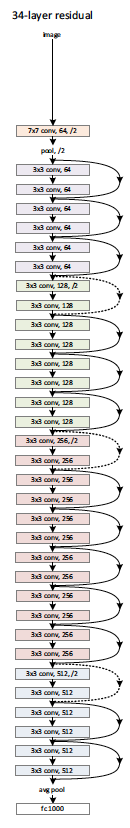 34-layer residual
image
7x7 conv, 64, /2
pool, /2
3x3 conv, 64
3x3 conv, 64
3x3 conv, 64
3x3 conv, 64
3x3 conv, 64
3x3 conv, 64
3x3 conv, 128, /2
3x3 conv, 128
3x3 conv, 128
3x3 conv, 128
3x3 conv, 128
3x3 conv, 128
3x3 conv, 128
3x3 conv, 128
3x3 conv, 256, /2
3x3 conv, 256
3x3 conv, 256
3x3 conv, 256
3x3 conv, 256
3x3 conv, 256
3x3 conv, 256
3x3 conv, 256
3x3 conv, 256
3x3 conv, 256
3x3 conv, 256
3x3 conv, 256
3x3 conv, 512, /2
3x3 conv, 512
3x3 conv, 512
3x3 conv, 512
3x3 conv, 512
3x3 conv, 512
avg pool
fc 1000